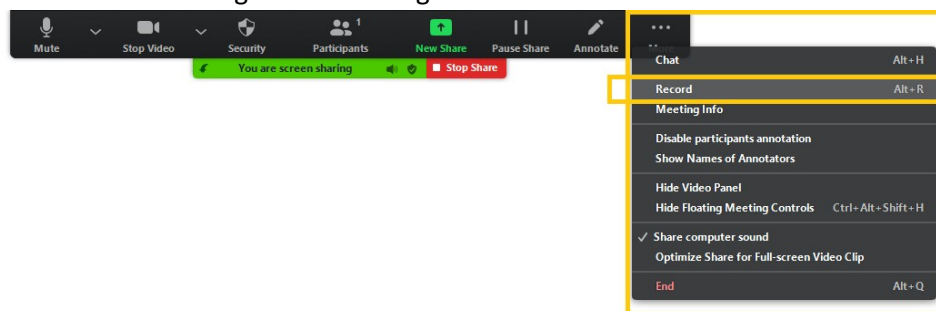 1
Mute Stop Video Security Participants New Share Pause Share Annotate
You are screen sharing Stop Share
Chat Alt+H
Record Alt+R
Meeting Info
Disable participants annotation
Show Names of Annotators
Hide Video Panel
Hide Floating Meeting Controls Ctrl+Alt+Shift+H
Share computer sound
Optimize Share for Full-screen Video Clip
End Alt+Q